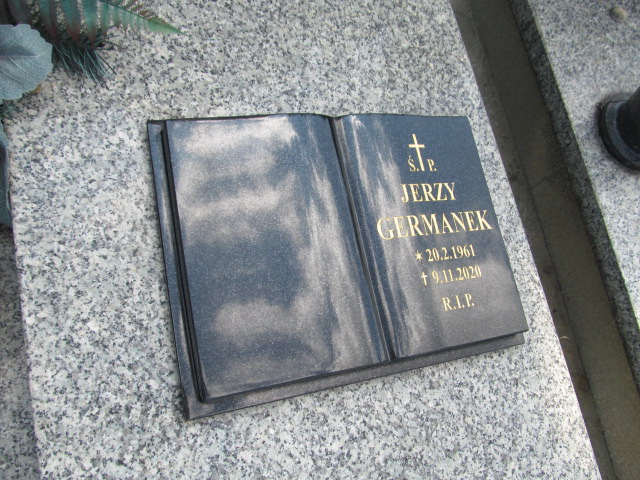 Ś. P.
JERZY
GERMANEK
* 20.2.1961
† 9.11.2020
R.I.P.